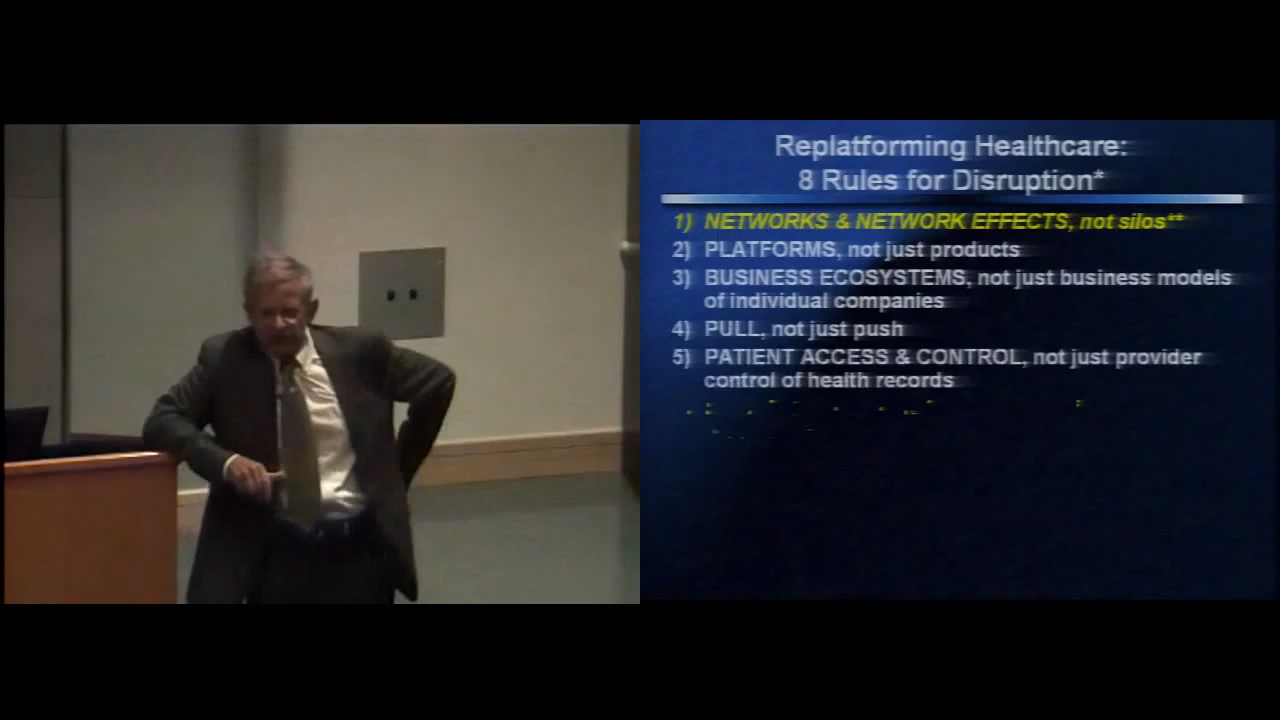 Replatforming Healthcare:
8 Rules for Disruption*
1) NETWORKS & NETWORK EFFECTS, not silos**
2) PLATFORMS, not just products
3) BUSINESS ECOSYSTEMS, not just business models
of individual companies
4) PULL, not just push
5) PATIENT ACCESS & CONTROL, not just provider
control of health records